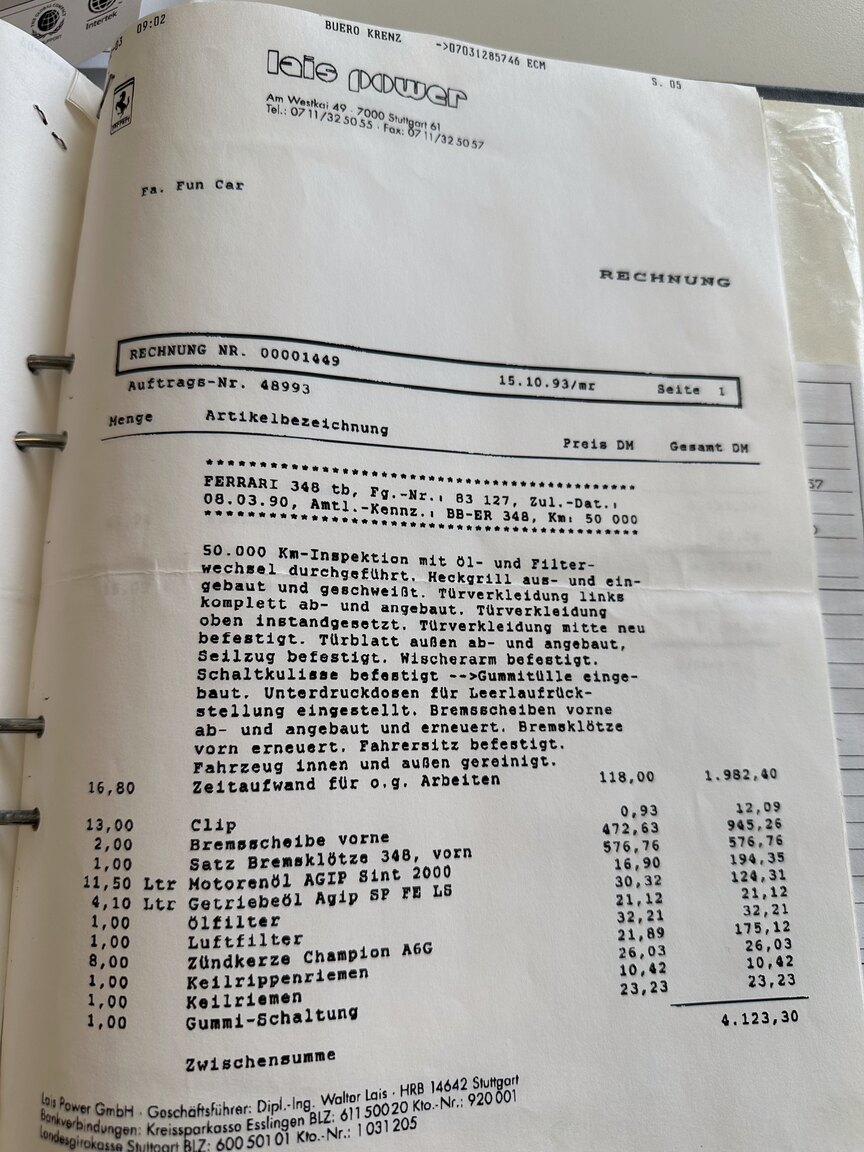 09:02 BUERO KRENZ ->07031285746 ECM S. 05
Intertek
lais power
Am Westkai 49 · 7000 Stuttgart 61
Tel.: 07 11/32 50 55 · Fax: 07 11/32 50 57
Fa. Fun Car
RECHNUNG
RECHNUNG NR. 00001449
Auftrags-Nr. 48993 15.10.93/mr Seite 1
Menge Artikelbezeichnung Preis DM Gesamt DM
****************************************
FERRARI 348 tb, Fg.-Nr.: 83 127, Zul.-Dat.:
08.03.90, Amtl.-Kennz.: BB-ER 348, Km: 50 000
****************************************
50.000 Km-Inspektion mit öl- und Filter-
wechsel durchgeführt. Heckgrill aus- und ein-
gebaut und geschweißt. Türverkleidung links
komplett ab- und angebaut. Türverkleidung
oben instandgesetzt. Türverkleidung mitte neu
befestigt. Türblatt außen ab- und angebaut,
Seilzug befestigt. Wischerarm befestigt.
Schaltkulisse befestigt -->Gummitülle einge-
baut. Unterdruckdosen für Leerlaufrück-
stellung eingestellt. Bremsscheiben vorne
ab- und angebaut und erneuert. Bremsklötze
vorn erneuert. Fahrersitz befestigt.
Fahrzeug innen und außen gereinigt.
16,80 Zeitaufwand für o.g. Arbeiten 118,00 1.982,40
13,00 Clip 0,93 12,09
2,00 Bremsscheibe vorne 472,63 945,26
1,00 Satz Bremsklötze 348, vorn 576,76 576,76
11,50 Ltr Motorenöl AGIP Sint 2000 16,90 194,35
4,10 Ltr Getriebeöl Agip SP FE LS 30,32 124,31
1,00 ölfilter 21,12 21,12
1,00 Luftfilter 32,21 32,21
8,00 Zündkerze Champion A6G 21,89 175,12
1,00 Keilrippenriemen 26,03 26,03
1,00 Keilriemen 10,42 10,42
1,00 Gummi-Schaltung 23,23 23,23
Zwischensumme 4.123,30
Lais Power GmbH · Geschäftsführer: Dipl.-Ing. Walter Lais · HRB 14642 Stuttgart
Bankverbindungen: Kreissparkasse Esslingen BLZ: 611 500 20 Kto.-Nr.: 920 001
Landesgirokasse Stuttgart BLZ: 600 501 01 Kto.-Nr.: 1 031 205